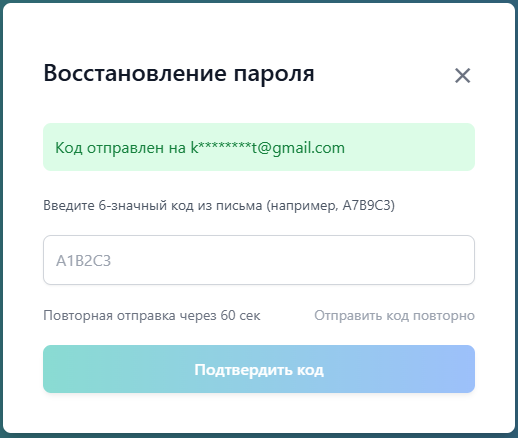 Восстановление пароля
Код отправлен на k********t@gmail.com
Введите 6-значный код из письма (например, A7B9C3)
A1B2C3
Повторная отправка через 60 сек Отправить код повторно
Подтвердить код